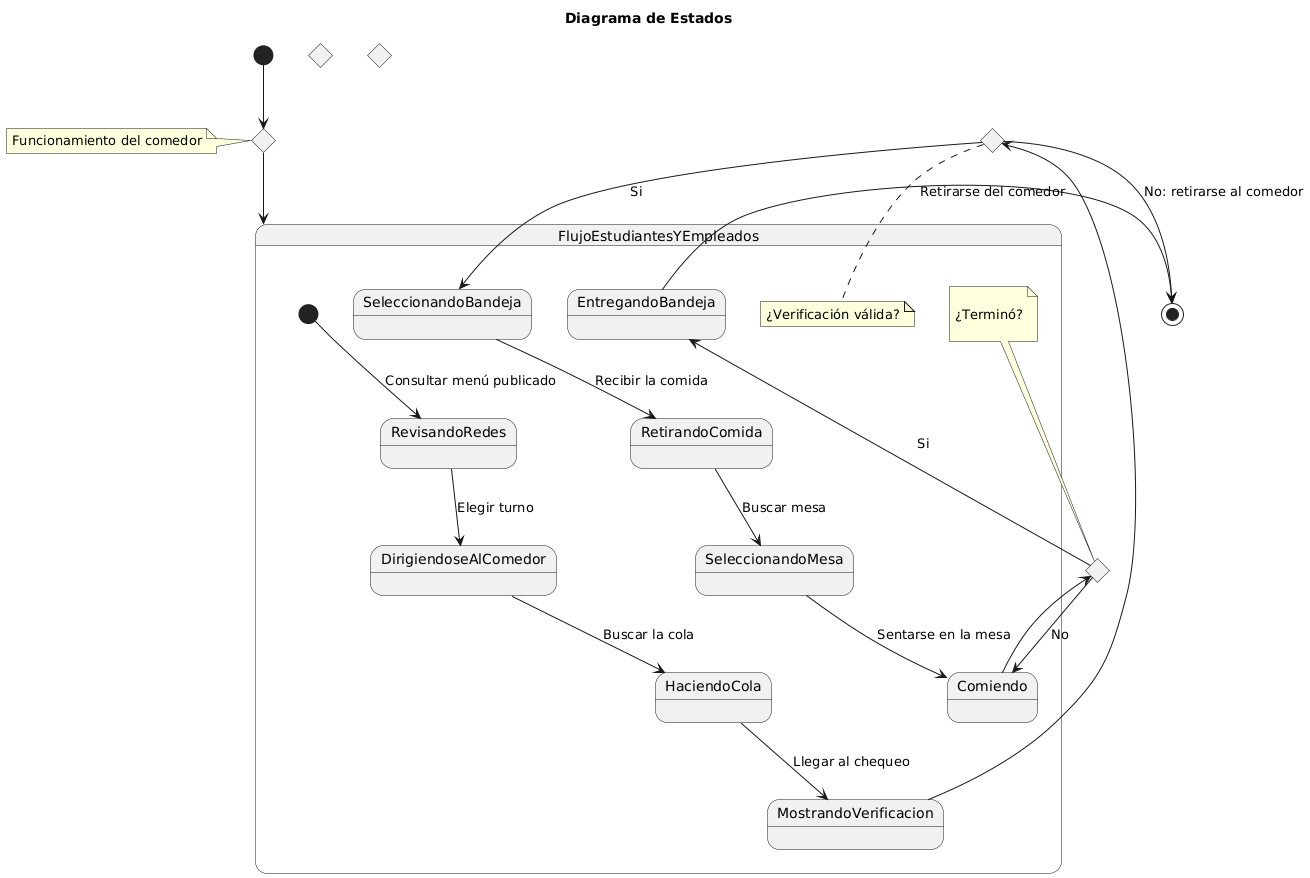 Diagrama de Estados
Funcionamiento del comedor
Si
Retirarse del comedor
No: retirarse al comedor
FlujoEstudiantesYEmpleados
SeleccionandoBandeja
EntregandoBandeja
¿Verificación válida?
¿Terminó?
Consultar menú publicado
Recibir la comida
RevisandoRedes
RetirandoComida
Si
Elegir turno
Buscar mesa
DirigiendoseAlComedor
SeleccionandoMesa
Buscar la cola
Sentarse en la mesa
No
HaciendoCola
Comiendo
Llegar al chequeo
MostrandoVerificacion